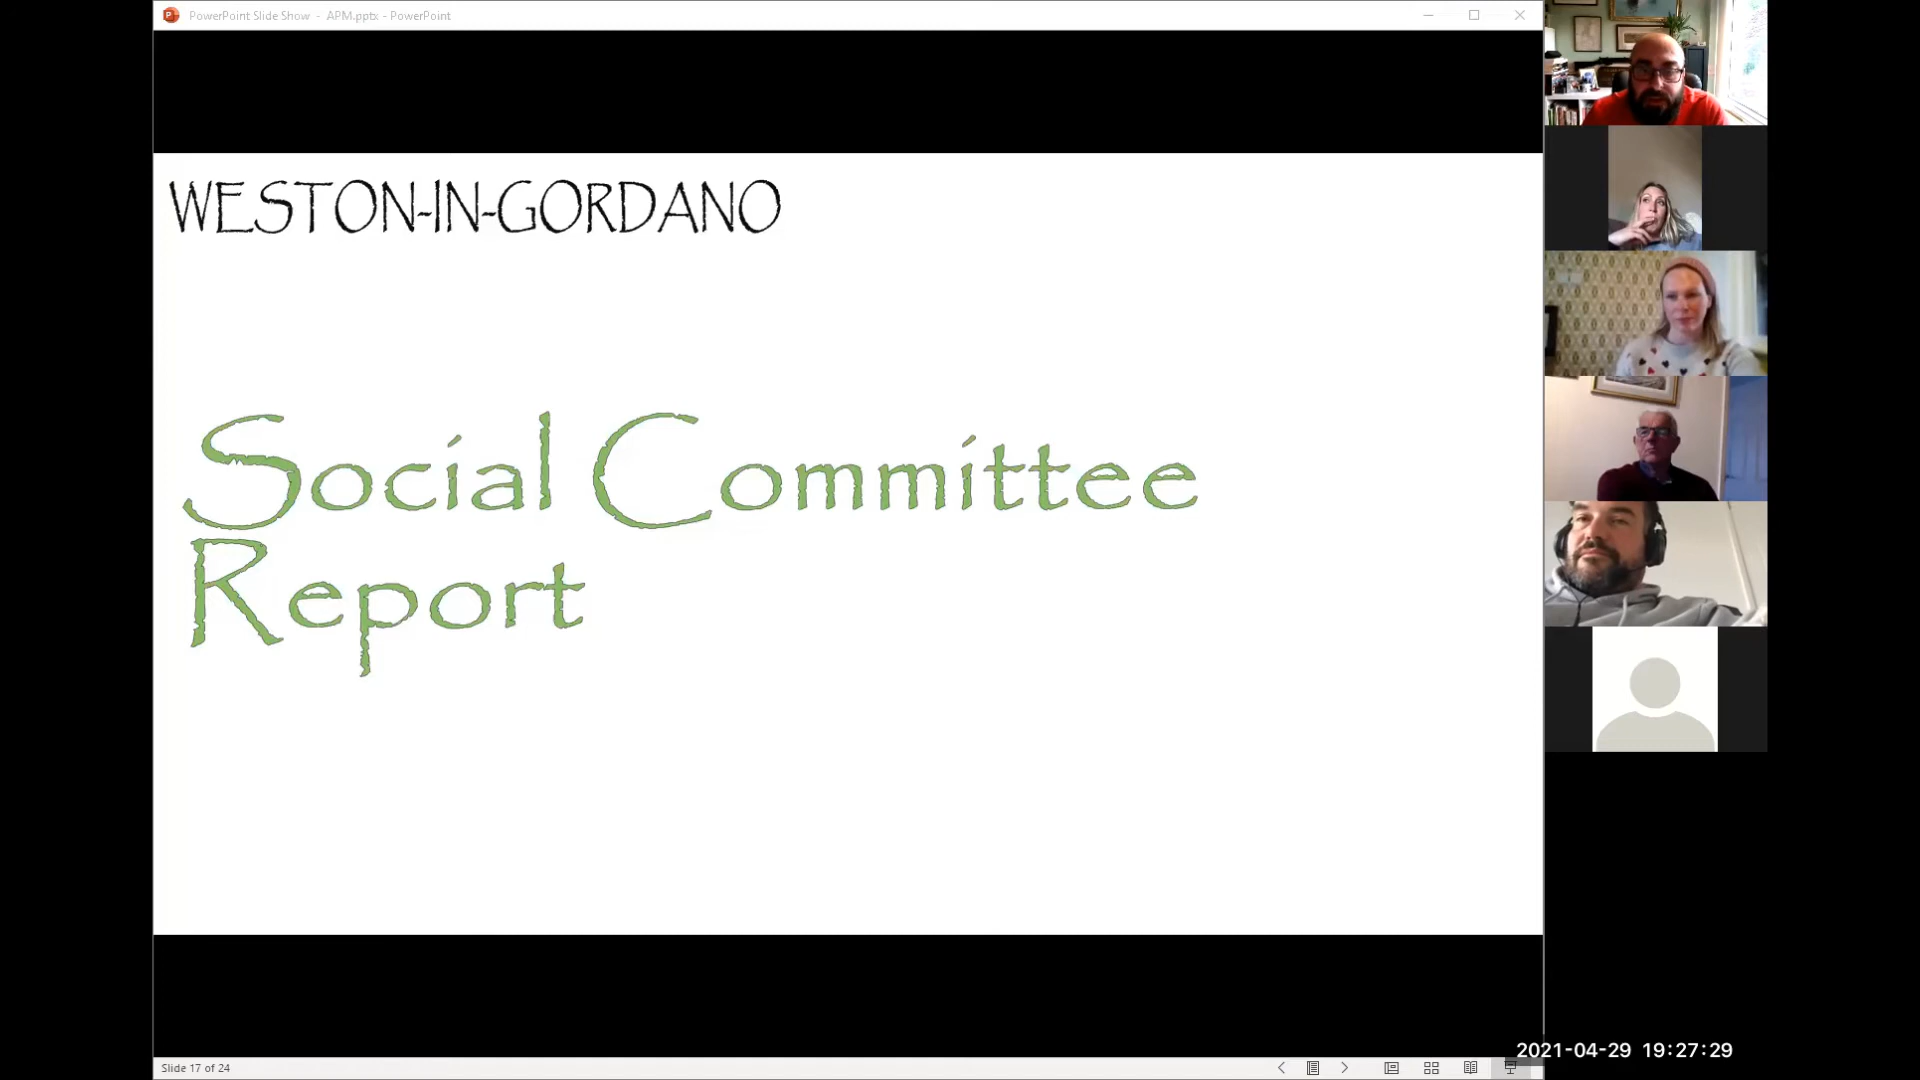 PowerPoint Slide Show - APM.pptx - PowerPoint
WESTON-IN-GORDANO
Social Committee
Report
Slide 17 of 24
2021-04-29 19:27:29